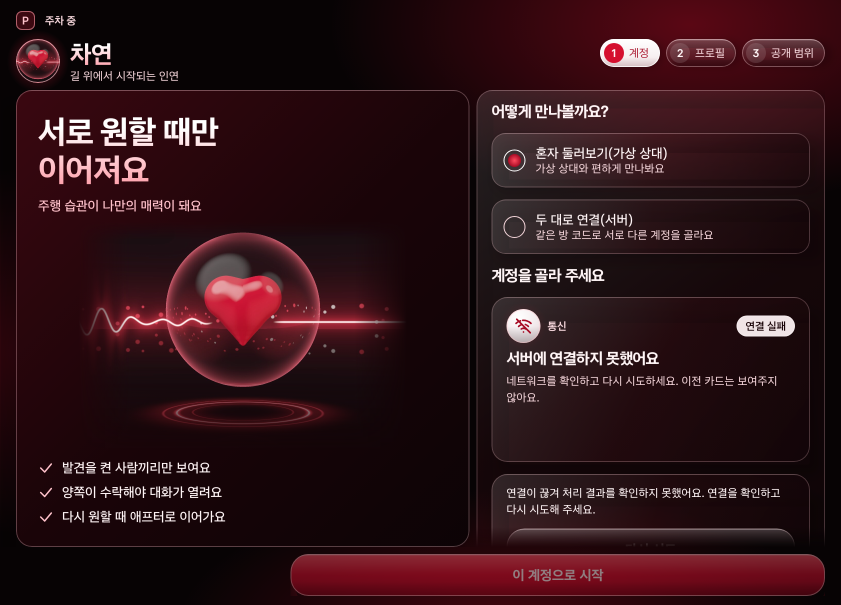 P 주차 중
차연
길 위에서 시작되는 인연
1 계정
2 프로필
3 공개 범위
서로 원할 때만
이어져요
주행 습관이 나만의 매력이 돼요
발견을 켠 사람끼리만 보여요
양쪽이 수락해야 대화가 열려요
다시 원할 때 애프터로 이어가요
어떻게 만나볼까요?
혼자 둘러보기(가상 상대)
가상 상대와 편하게 만나봐요
두 대로 연결(서버)
같은 방 코드로 서로 다른 계정을 골라요
계정을 골라 주세요
통신
연결 실패
서버에 연결하지 못했어요
네트워크를 확인하고 다시 시도하세요. 이전 카드는 보여주지
않아요.
연결이 끊겨 처리 결과를 확인하지 못했어요. 연결을 확인하고
다시 시도해 주세요.
이 계정으로 시작